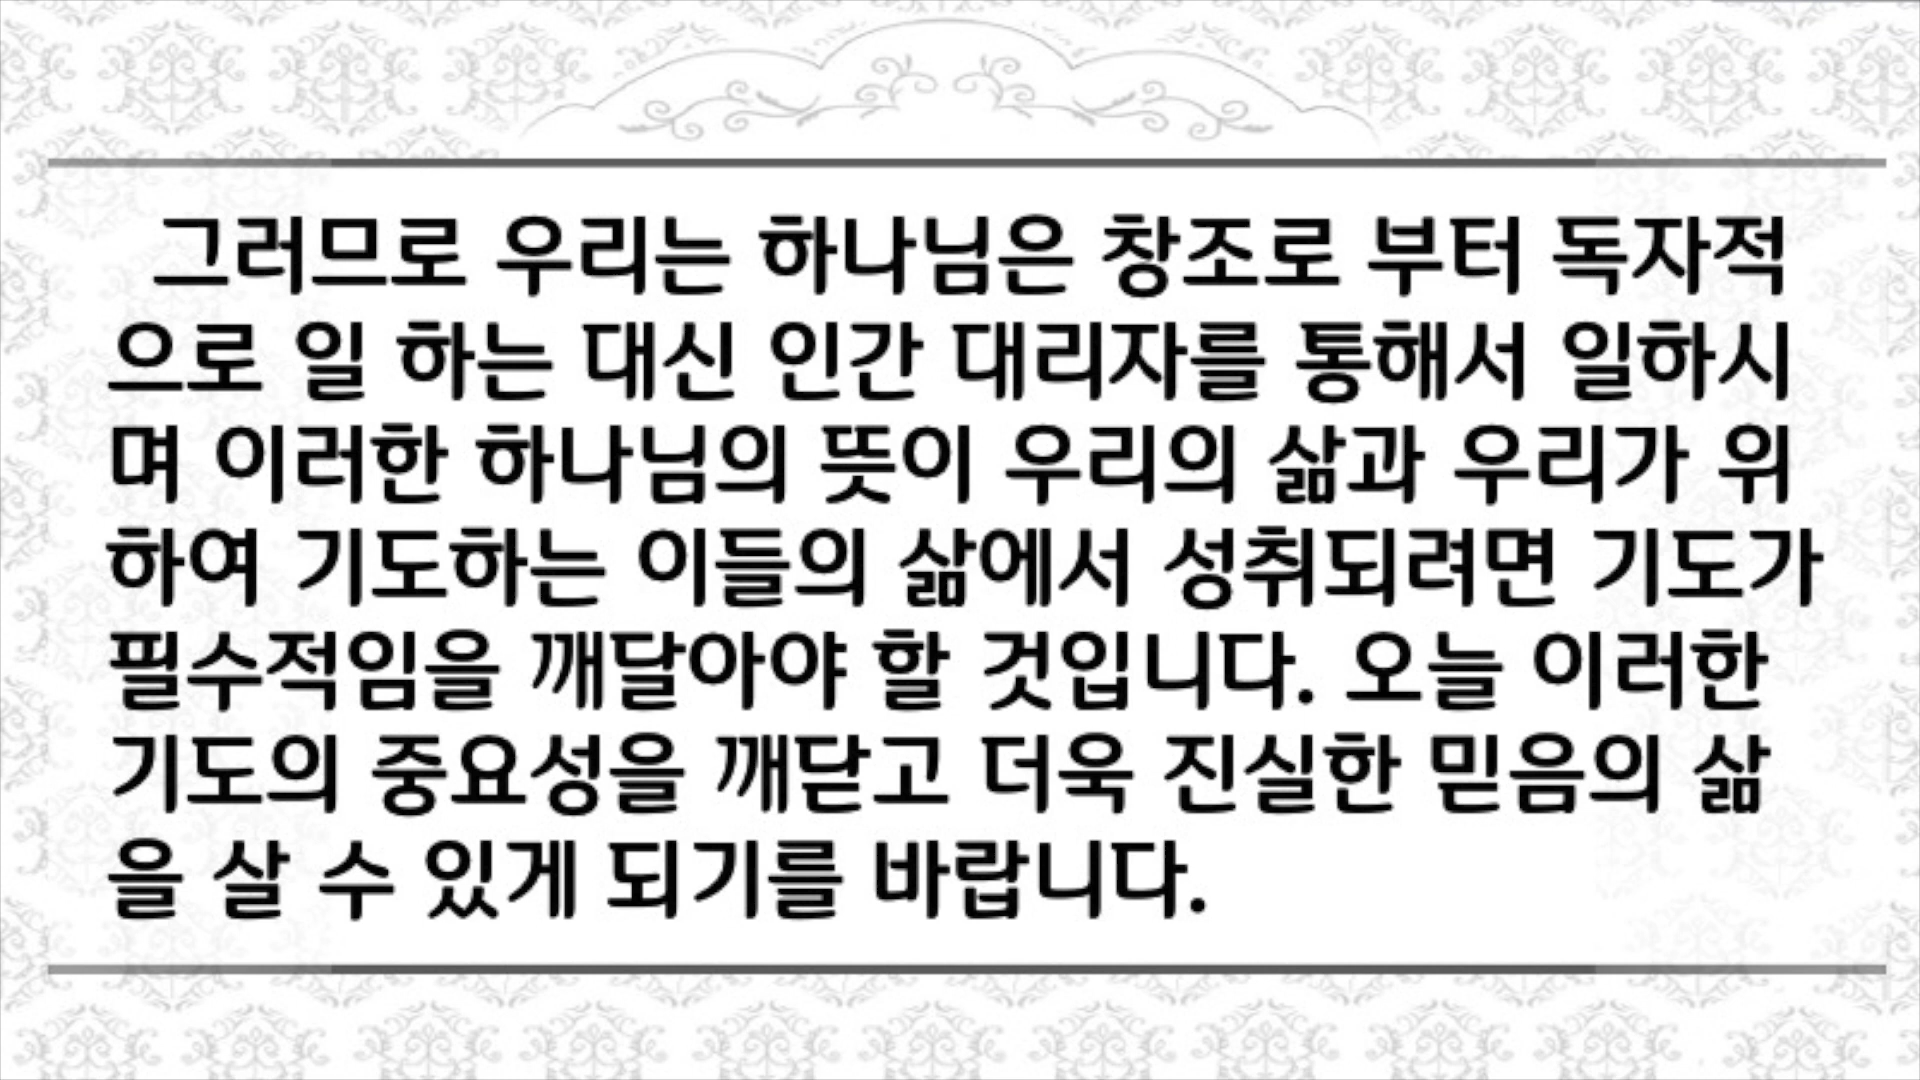 그러므로 우리는 하나님은 창조로 부터 독자적
으로 일 하는 대신 인간 대리자를 통해서 일하시
며 이러한 하나님의 뜻이 우리의 삶과 우리가 위
하여 기도하는 이들의 삶에서 성취되려면 기도가
필수적임을 깨달아야 할 것입니다. 오늘 이러한
기도의 중요성을 깨닫고 더욱 진실한 믿음의 삶
을 살 수 있게 되기를 바랍니다.